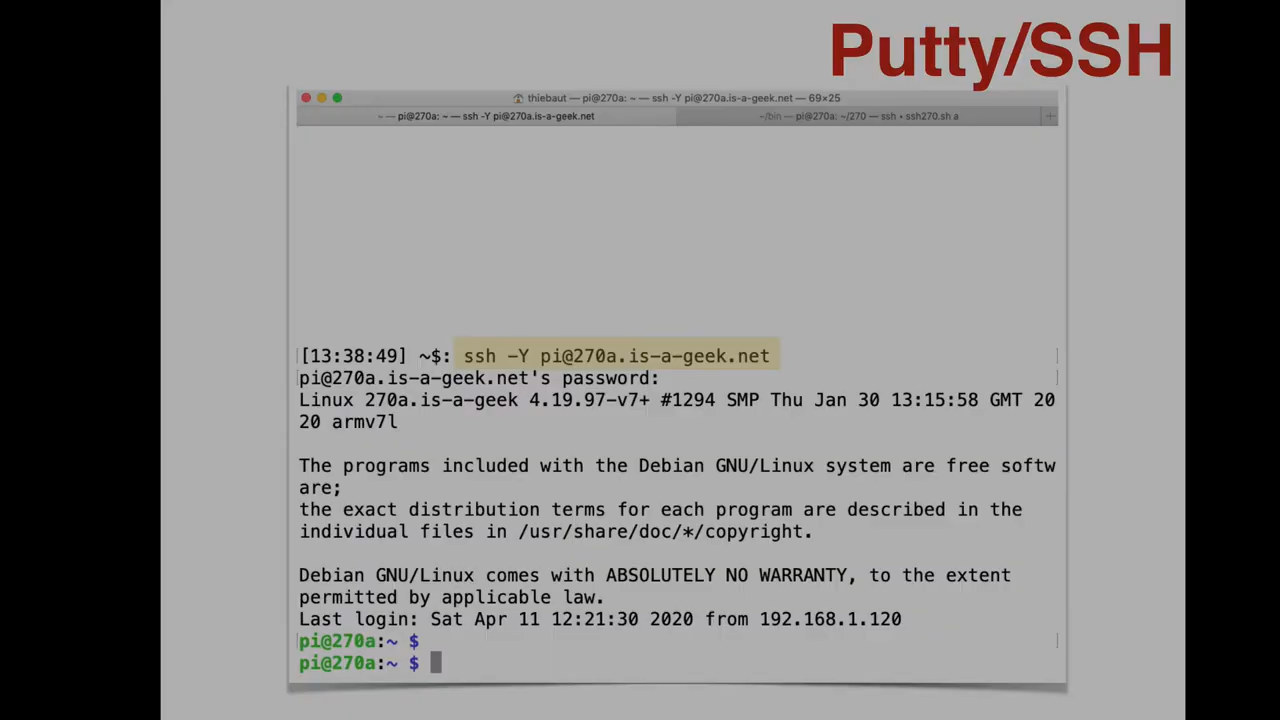 Putty/SSH
thiebaut — pi@270a: ~ — ssh -Y pi@270a.is-a-geek.net — 69×25
~ — pi@270a: ~ — ssh -Y pi@270a.is-a-geek.net
~/bin — pi@270a: ~/270 — ssh • ssh270.sh a
[13:38:49] ~$: ssh -Y pi@270a.is-a-geek.net
pi@270a.is-a-geek.net's password:
Linux 270a.is-a-geek 4.19.97-v7+ #1294 SMP Thu Jan 30 13:15:58 GMT 20
20 armv7l
The programs included with the Debian GNU/Linux system are free softw
are;
the exact distribution terms for each program are described in the
individual files in /usr/share/doc/*/copyright.
Debian GNU/Linux comes with ABSOLUTELY NO WARRANTY, to the extent
permitted by applicable law.
Last login: Sat Apr 11 12:21:30 2020 from 192.168.1.120
pi@270a:~ $
pi@270a:~ $